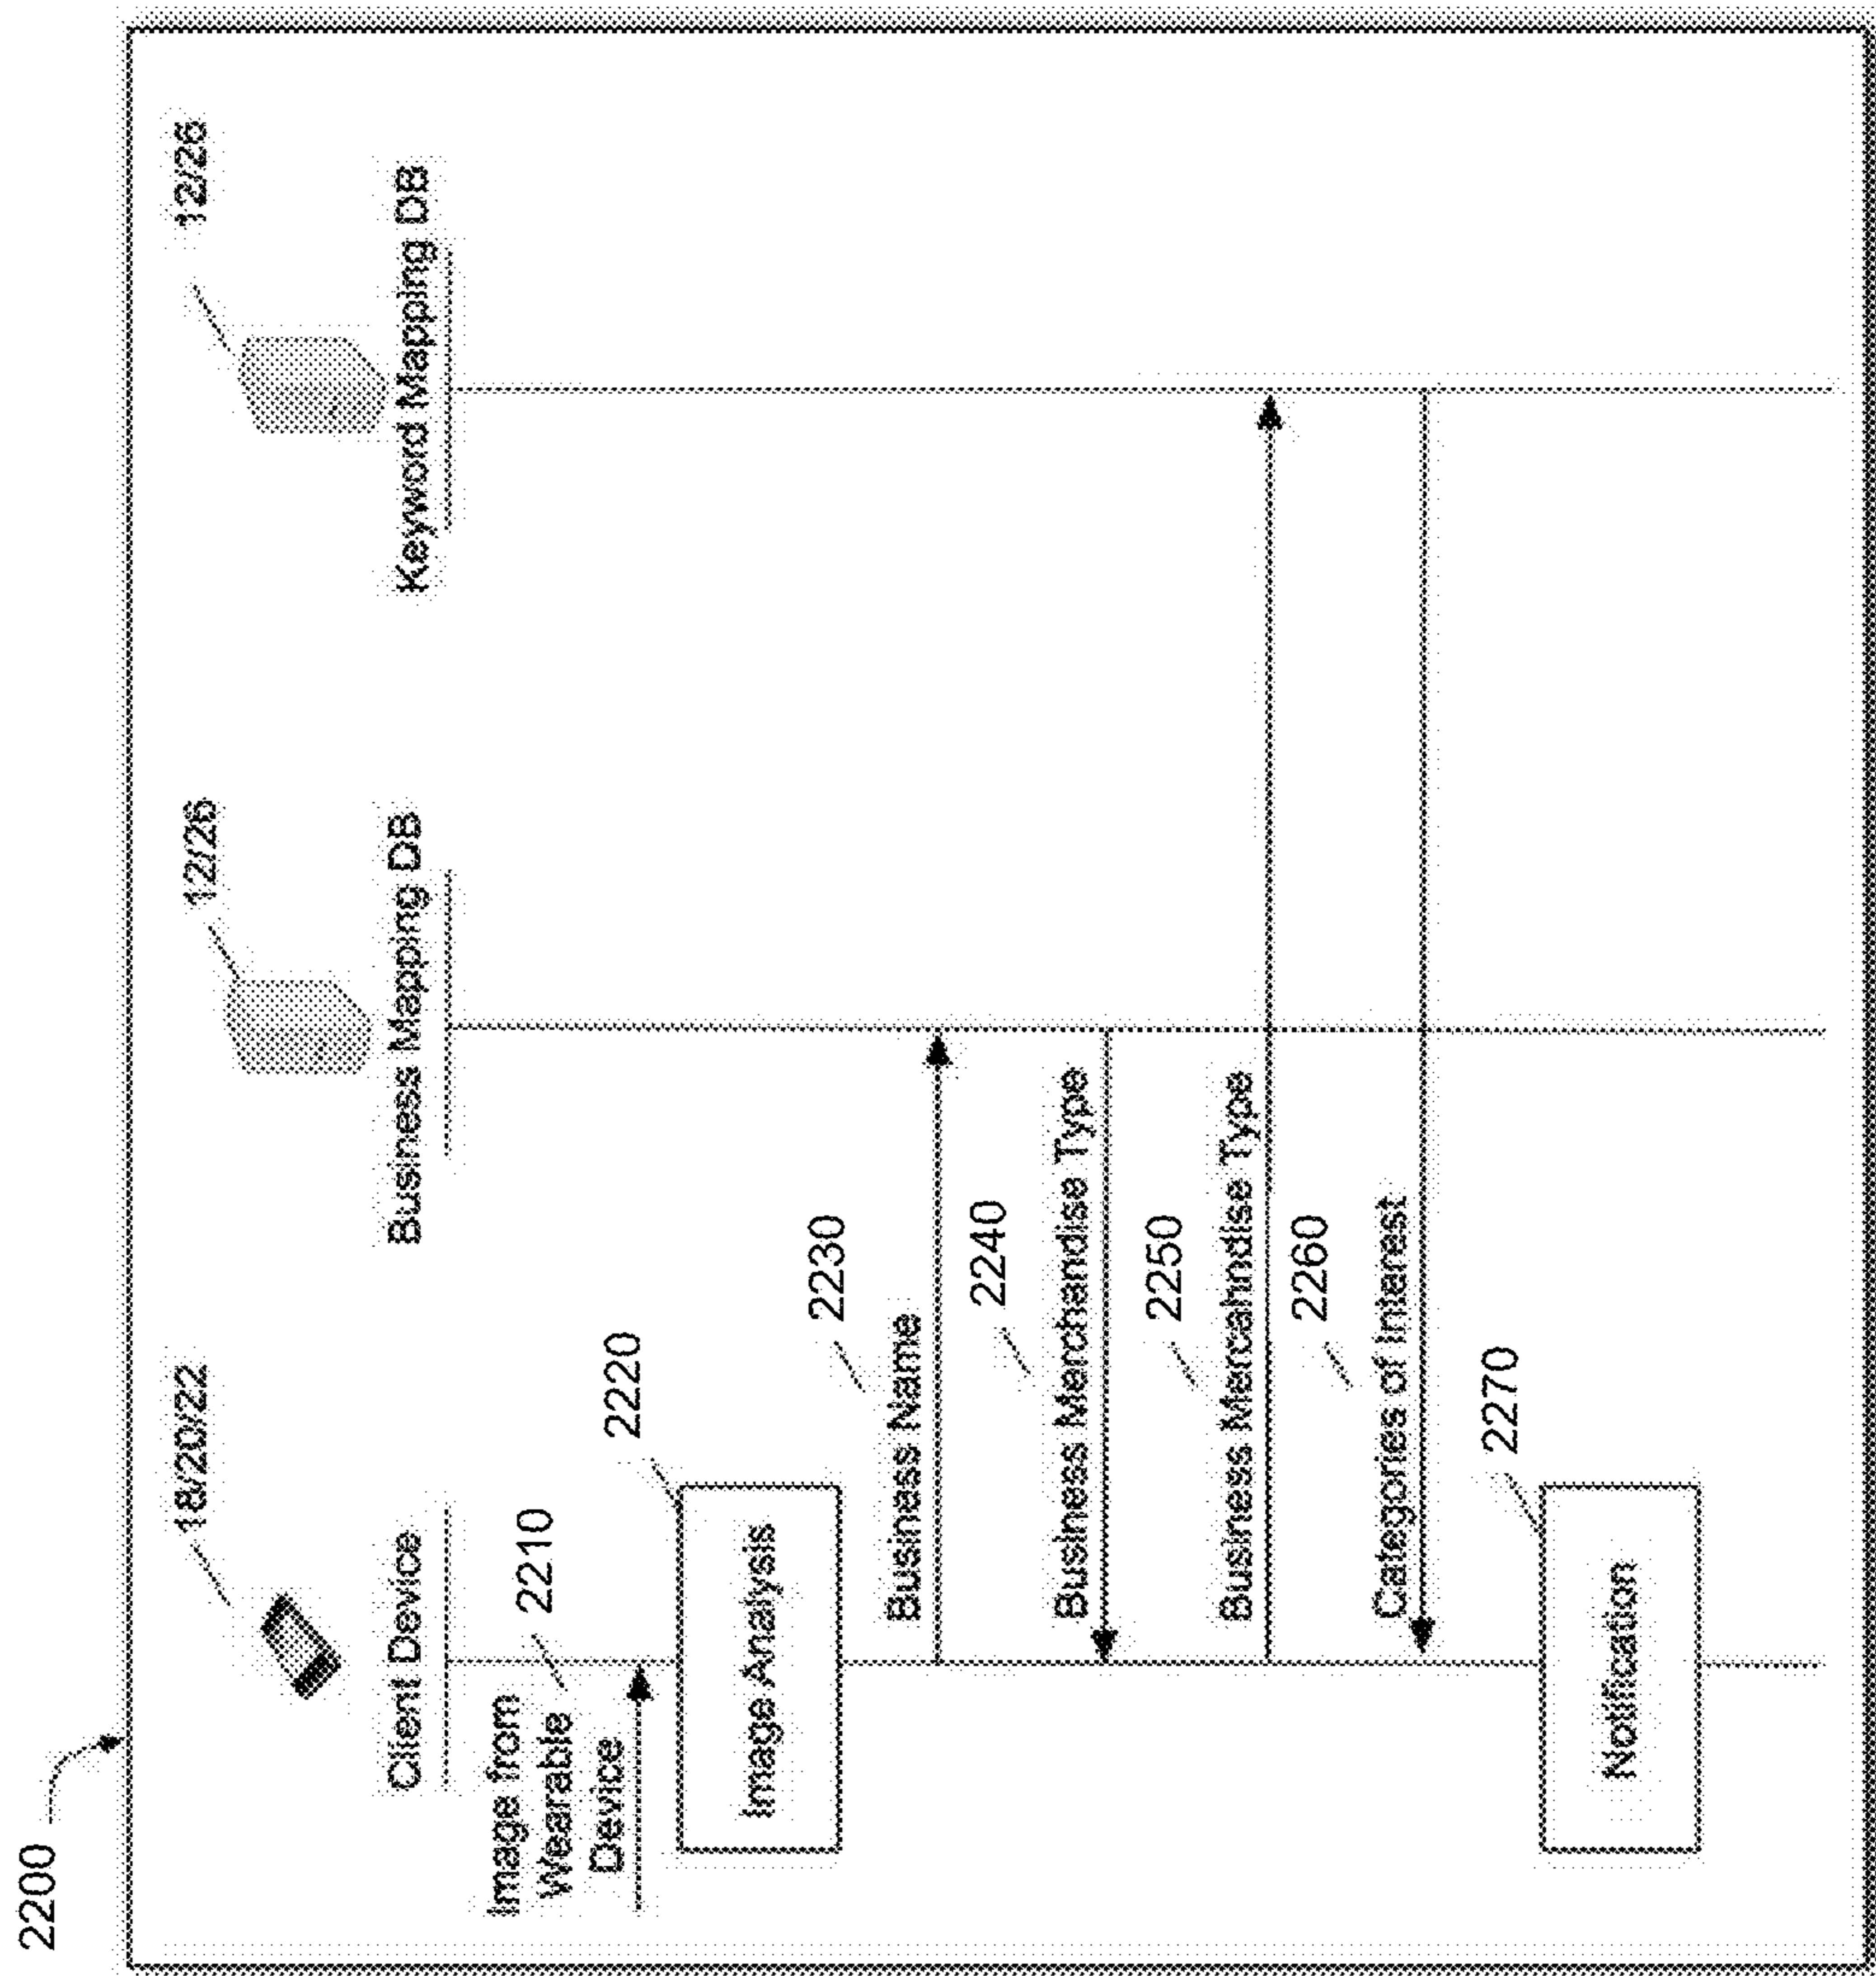 2200
18/20/22
12/26
12/26
Client Device
Business Mapping DB
Keyword Mapping DB
Image from
Wearable
Device
2210
2220
Image Analysis
2230
Business Name
2240
Business Merchandise Type
2250
Business Mercahndise Type
2260
Categories of Interest
2270
Notification